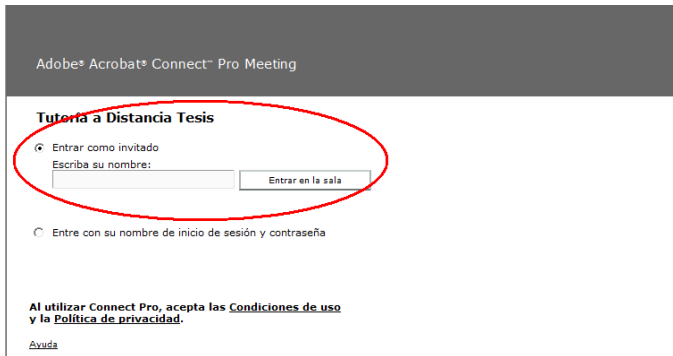 Adobe® Acrobat® Connect™ Pro Meeting
Tutoría a Distancia Tesis
Entrar como invitado
Escriba su nombre:
Entrar en la sala
Entre con su nombre de inicio de sesión y contraseña
Al utilizar Connect Pro, acepta las Condiciones de uso
y la Política de privacidad.
Ayuda